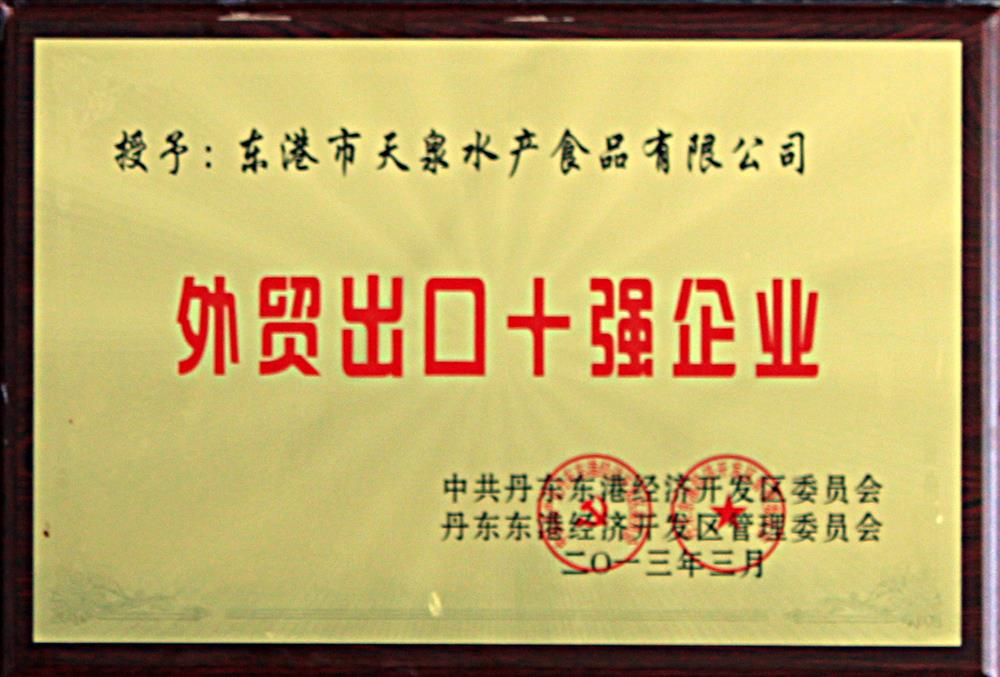 授予：东港市天泉水产食品有限公司
外贸出口十强企业
中共丹东东港经济开发区委员会
丹东东港经济开发区管理委员会
二〇一三年三月